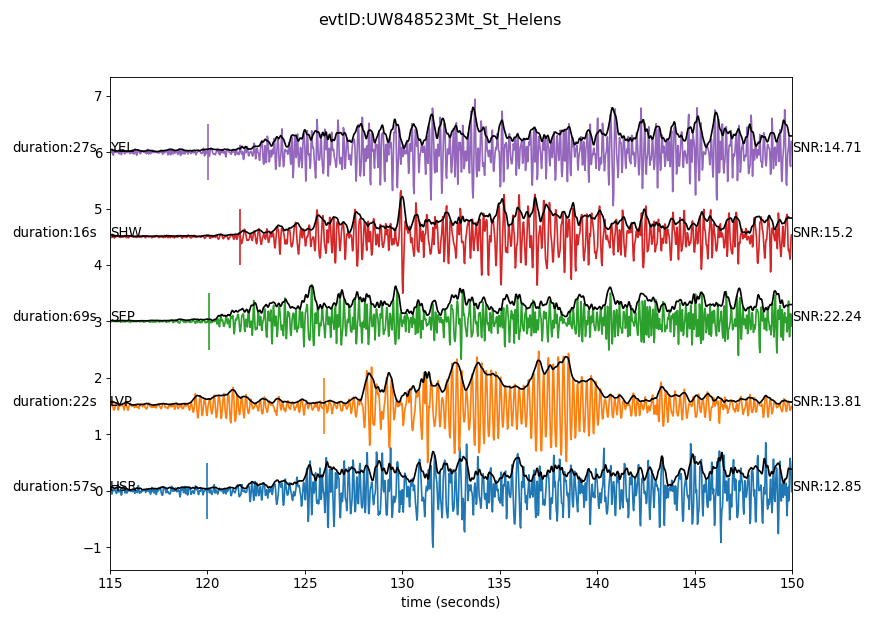 evtID:UW848523Mt_St_Helens
7
duration:27s YEL SNR:14.71
6
5
duration:16s SHW SNR:15.2
4
duration:69s SEP SNR:22.24
3
2
duration:22s LVP SNR:13.81
1
duration:57s HSR SNR:12.85
0
−1
115 120 125 130 135 140 145 150
time (seconds)